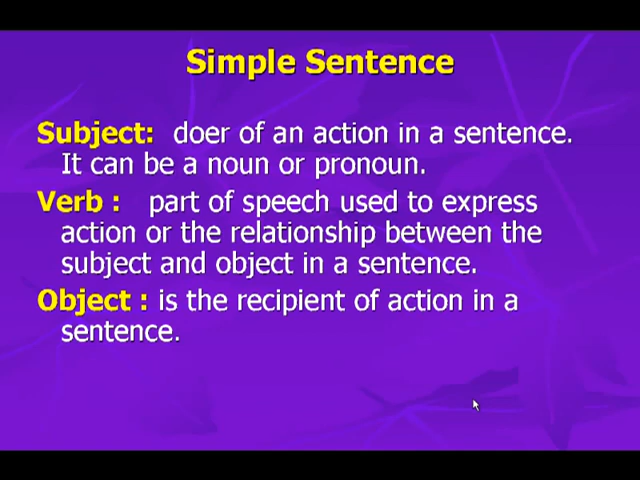 Simple Sentence
Subject: doer of an action in a sentence.
It can be a noun or pronoun.
Verb : part of speech used to express
action or the relationship between the
subject and object in a sentence.
Object : is the recipient of action in a
sentence.